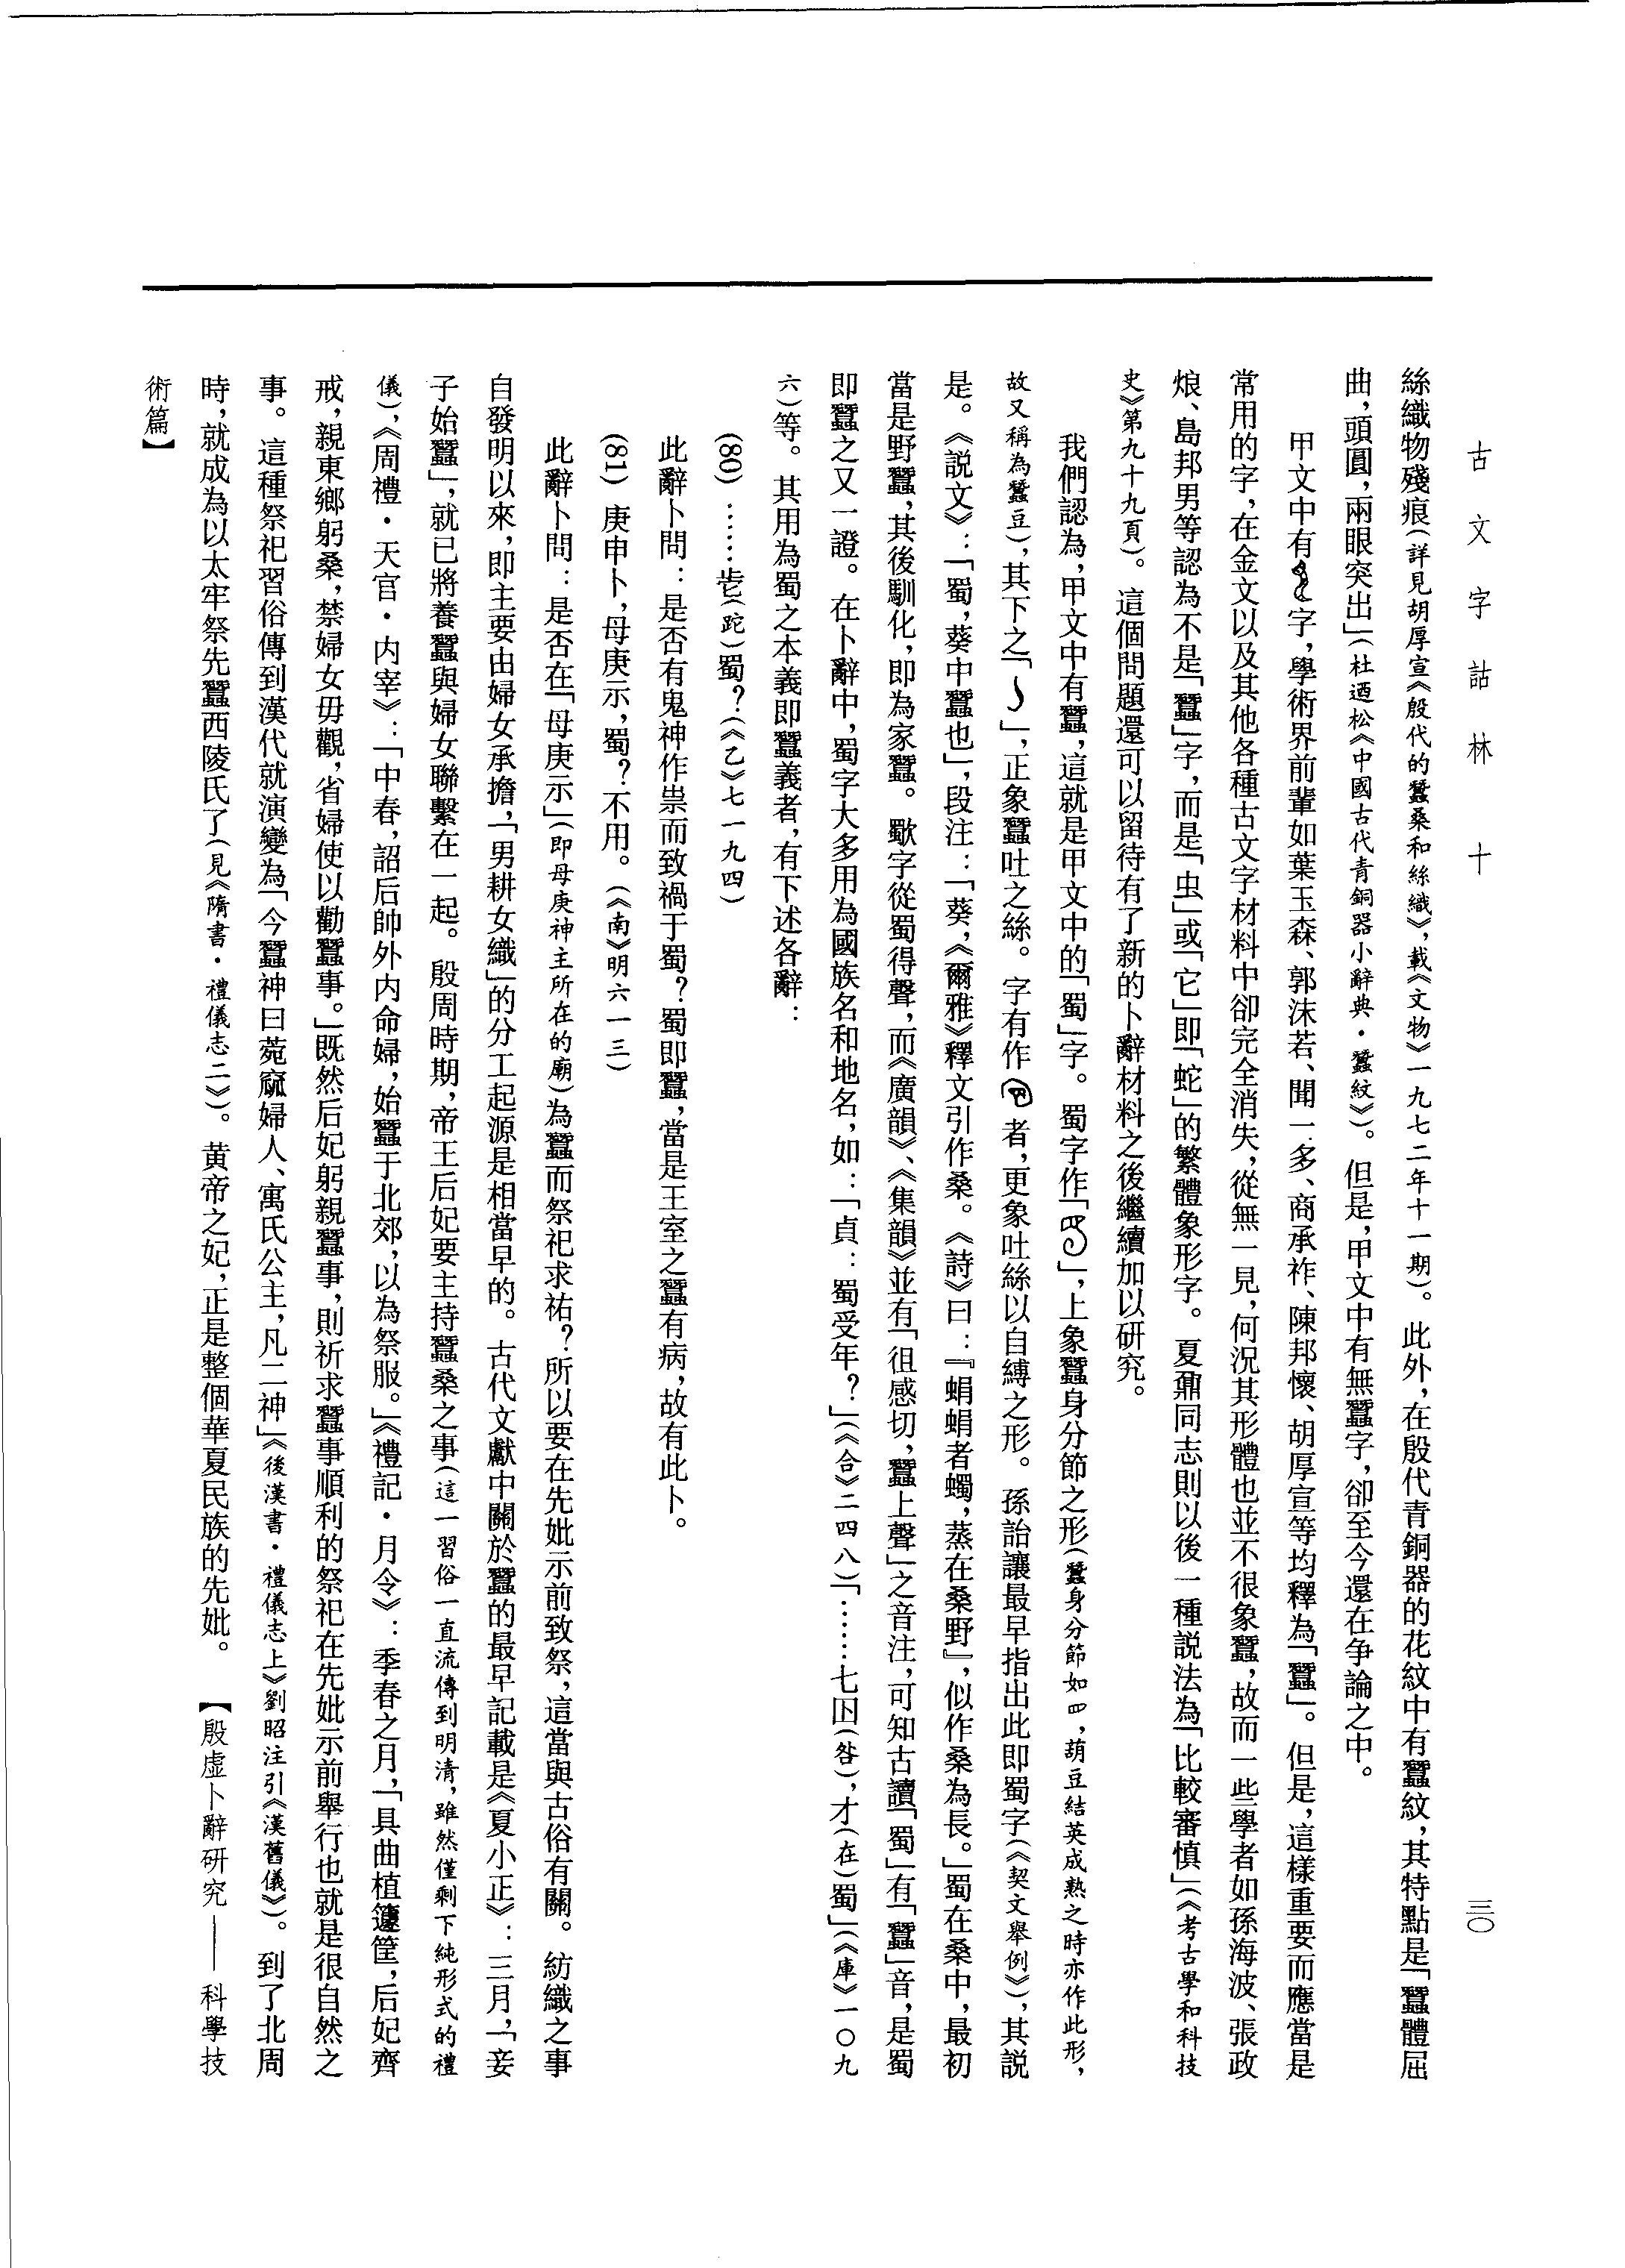 古文字詁林 十
三〇
絲織物殘痕(詳見胡厚宣《殷代的蠶桑和絲織》,載《文物》一九七二年十一期)。此外,在殷代青銅器的花紋中有蠶紋,其特點是「蠶體屈
曲,頭圓,兩眼突出」(杜迺松《中國古代青銅器小辭典·蠶紋》)。但是,甲文中有無蠶字,卻至今還在争論之中。
甲文中有字,學術界前輩如葉玉森、郭沫若、聞一多、商承祚、陳邦懷、胡厚宣等均釋為「蠶」。但是,這樣重要而應當是
常用的字,在金文以及其他各種古文字材料中卻完全消失,從無一見,何況其形體也並不很象蠶,故而一些學者如孫海波、張政
烺、島邦男等認為不是「蠶」字,而是「虫」或「它」即「蛇」的繁體象形字。夏鼐同志則以後一種説法為「比較審慎」(《考古學和科技
史》第九十九頁)。這個問題還可以留待有了新的卜辭材料之後繼續加以研究。
我們認為,甲文中有蠶,這就是甲文中的「蜀」字。蜀字作「」,上象蠶身分節之形(蠶身分節如,葫豆結英成熟之時亦作此形,
故又稱為蠶豆),其下之「」,正象蠶吐之絲。字有作者,更象吐絲以自縛之形。孫詒讓最早指出此即蜀字(《契文舉例》),其説
是。《説文》:「蜀,葵中蠶也」,段注:「葵,《爾雅》釋文引作桑。《詩》曰:『蜎蜎者蠋,蒸在桑野』,似作桑為長。」蜀在桑中,最初
當是野蠶,其後馴化,即為家蠶。歜字從蜀得聲,而《廣韻》、《集韻》並有「徂感切,蠶上聲」之音注,可知古讀「蜀」有「蠶」音,是蜀
即蠶之又一證。在卜辭中,蜀字大多用為國族名和地名,如:「貞:蜀受年?」(《合》二四八)「……七囚(咎),才(在)蜀」(《庫》一〇九
六)等。其用為蜀之本義即蠶義者,有下述各辭:
(80) ……(跎)蜀?(《乙》七一九四)
此辭卜問:是否有鬼神作祟而致禍于蜀?蜀即蠶,當是王室之蠶有病,故有此卜。
(81) 庚申卜,母庚示,蜀?不用。(《南》明六一三)
此辭卜問:是否在「母庚示」(即母庚神主所在的廟)為蠶而祭祀求祐?所以要在先妣示前致祭,這當與古俗有關。紡織之事
自發明以來,即主要由婦女承擔,「男耕女織」的分工起源是相當早的。古代文獻中關於蠶的最早記載是《夏小正》:三月,「妾
子始蠶」,就已將養蠶與婦女聯繫在一起。殷周時期,帝王后妃要主持蠶桑之事(這一習俗一直流傳到明清,雖然僅剩下純形式的禮
儀),《周禮·天官·内宰》:「中春,詔后帥外内命婦,始蠶于北郊,以為祭服。」《禮記·月令》:季春之月,「具曲植籧筐,后妃齊
戒,親東鄉躬桑,禁婦女毋觀,省婦使以勸蠶事。」既然后妃躬親蠶事,則祈求蠶事順利的祭祀在先妣示前舉行也就是很自然之
事。這種祭祀習俗傳到漢代就演變為「今蠶神曰菀窳婦人、寓氏公主,凡二神」《後漢書·禮儀志上》劉昭注引《漢舊儀》)。到了北周
時,就成為以太牢祭先蠶西陵氏了(見《隋書·禮儀志二》)。黄帝之妃,正是整個華夏民族的先妣。 【殷虛卜辭研究——科學技
術篇】